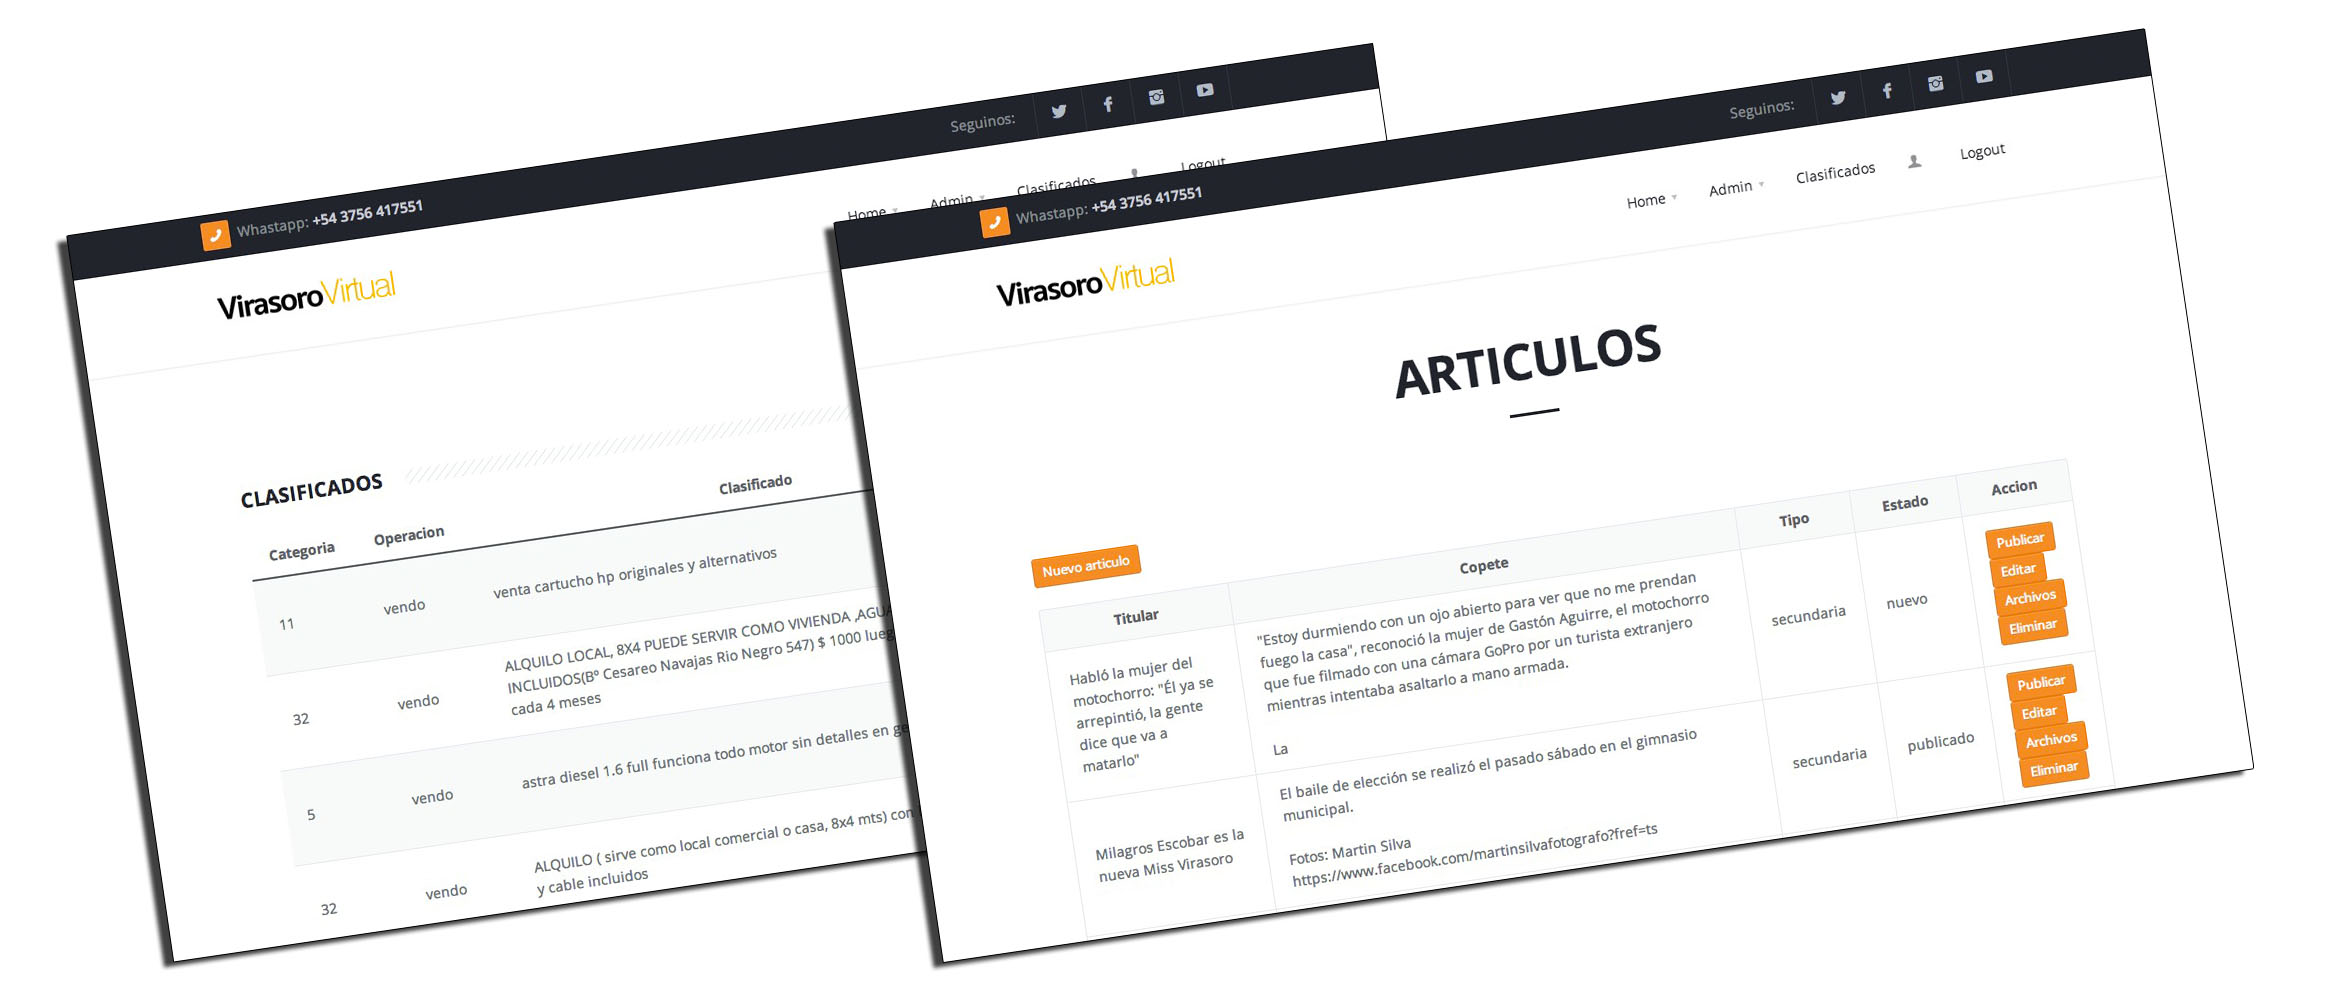 Seguinos:
Whastapp: +54 3756 417551
Home Admin Clasificados Logout
VirasoroVirtual
CLASIFICADOS
Categoria Operacion Clasificado
11 vendo venta cartucho hp originales y alternativos
32 vendo ALQUILO LOCAL, 8X4 PUEDE SERVIR COMO VIVIENDA ,AGUA
INCLUIDOS(Bº Cesareo Navajas Rio Negro 547) $ 1000 lueg
cada 4 meses
5 vendo astra diesel 1.6 full funciona todo motor sin detalles en ge
32 vendo ALQUILO ( sirve como local comercial o casa, 8x4 mts) con
y cable incluidos
Seguinos:
Whastapp: +54 3756 417551
Home Admin Clasificados Logout
VirasoroVirtual
ARTICULOS
Nuevo articulo
Titular Copete Tipo Estado Accion
Habló la mujer del
motochorro: "Él ya se
arrepintió, la gente
dice que va a
matarlo"
"Estoy durmiendo con un ojo abierto para ver que no me prendan
fuego la casa", reconoció la mujer de Gastón Aguirre, el motochorro
que fue filmado con una cámara GoPro por un turista extranjero
mientras intentaba asaltarlo a mano armada.
La
secundaria
nuevo
Publicar
Editar
Archivos
Eliminar
Milagros Escobar es la
nueva Miss Virasoro
El baile de elección se realizó el pasado sábado en el gimnasio
municipal.
Fotos: Martin Silva
https://www.facebook.com/martinsilvafotografo?fref=ts
secundaria
publicado
Publicar
Editar
Archivos
Eliminar